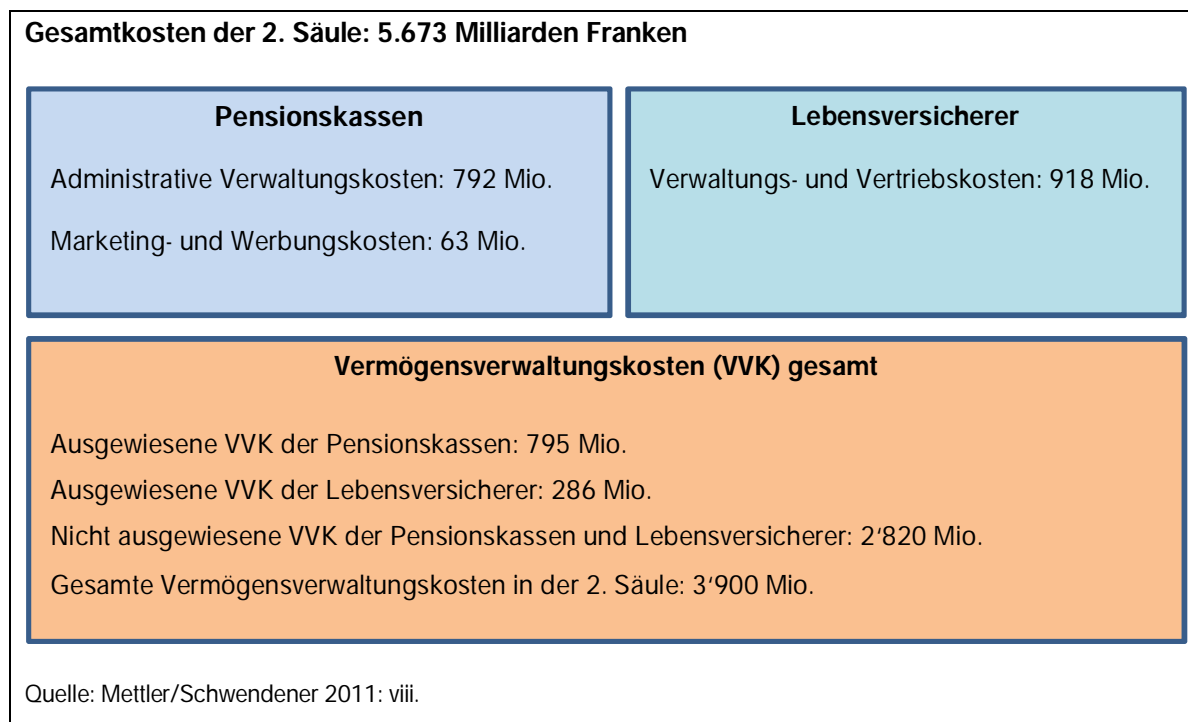 Gesamtkosten der 2. Säule: 5.673 Milliarden Franken
Pensionskassen
Administrative Verwaltungskosten: 792 Mio.
Marketing- und Werbungskosten: 63 Mio.
Lebensversicherer
Verwaltungs- und Vertriebskosten: 918 Mio.
Vermögensverwaltungskosten (VVK) gesamt
Ausgewiesene VVK der Pensionskassen: 795 Mio.
Ausgewiesene VVK der Lebensversicherer: 286 Mio.
Nicht ausgewiesene VVK der Pensionskassen und Lebensversicherer: 2‘820 Mio.
Gesamte Vermögensverwaltungskosten in der 2. Säule: 3‘900 Mio.
Quelle: Mettler/Schwendener 2011: viii.